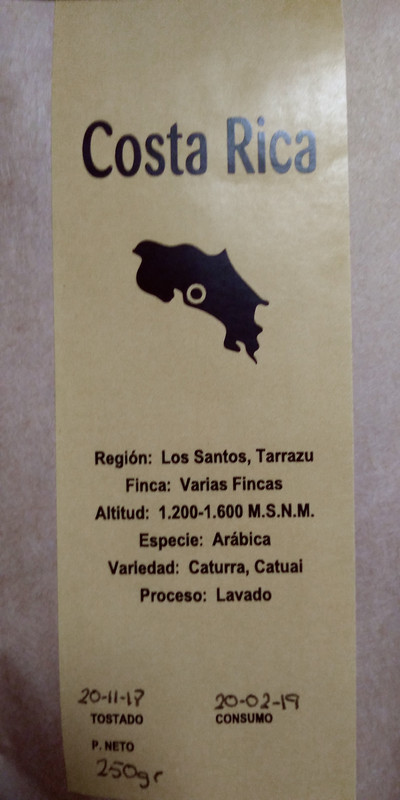 Costa Rica
Región: Los Santos, Tarrazu
Finca: Varias Fincas
Altitud: 1.200-1.600 M.S.N.M.
Especie: Arábica
Variedad: Caturra, Catuai
Proceso: Lavado
20-11-17 20-02-19
TOSTADO CONSUMO
P. NETO
250gr